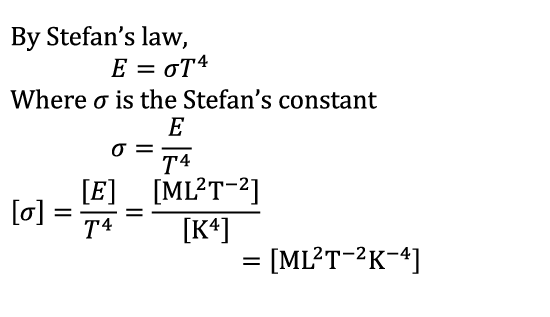 By Stefan’s law,
E = σT⁴
Where σ is the Stefan’s constant
σ = E/T⁴
[σ] = [E]/T⁴ = [ML²T⁻²]/[K⁴]
= [ML²T⁻²K⁻⁴]